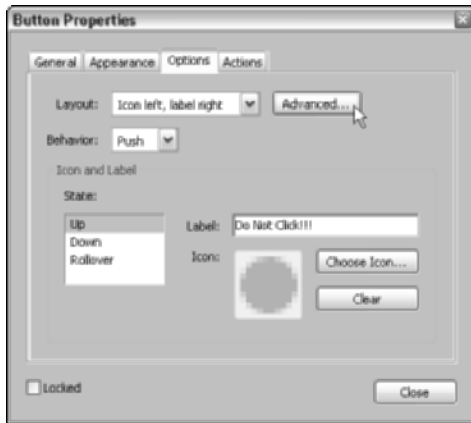 Button Properties
General Appearance Options Actions
Layout: Icon left, label right Advanced...
Behavior: Push
Icon and Label
State:
Up
Down
Rollover
Label: Do Not Click!!!
Icon: Choose Icon...
Clear
Locked
Close